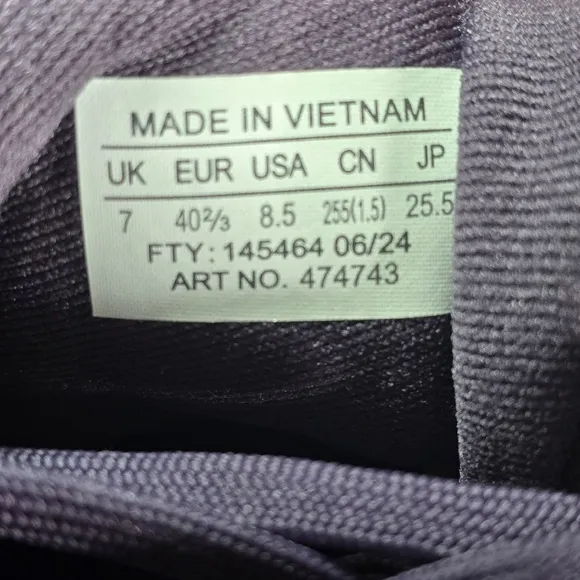 MADE IN VIETNAM
UK EUR USA CN JP
7 40⅔ 8.5 255(1.5) 25.5
FTY: 145464 06/24
ART NO. 474743